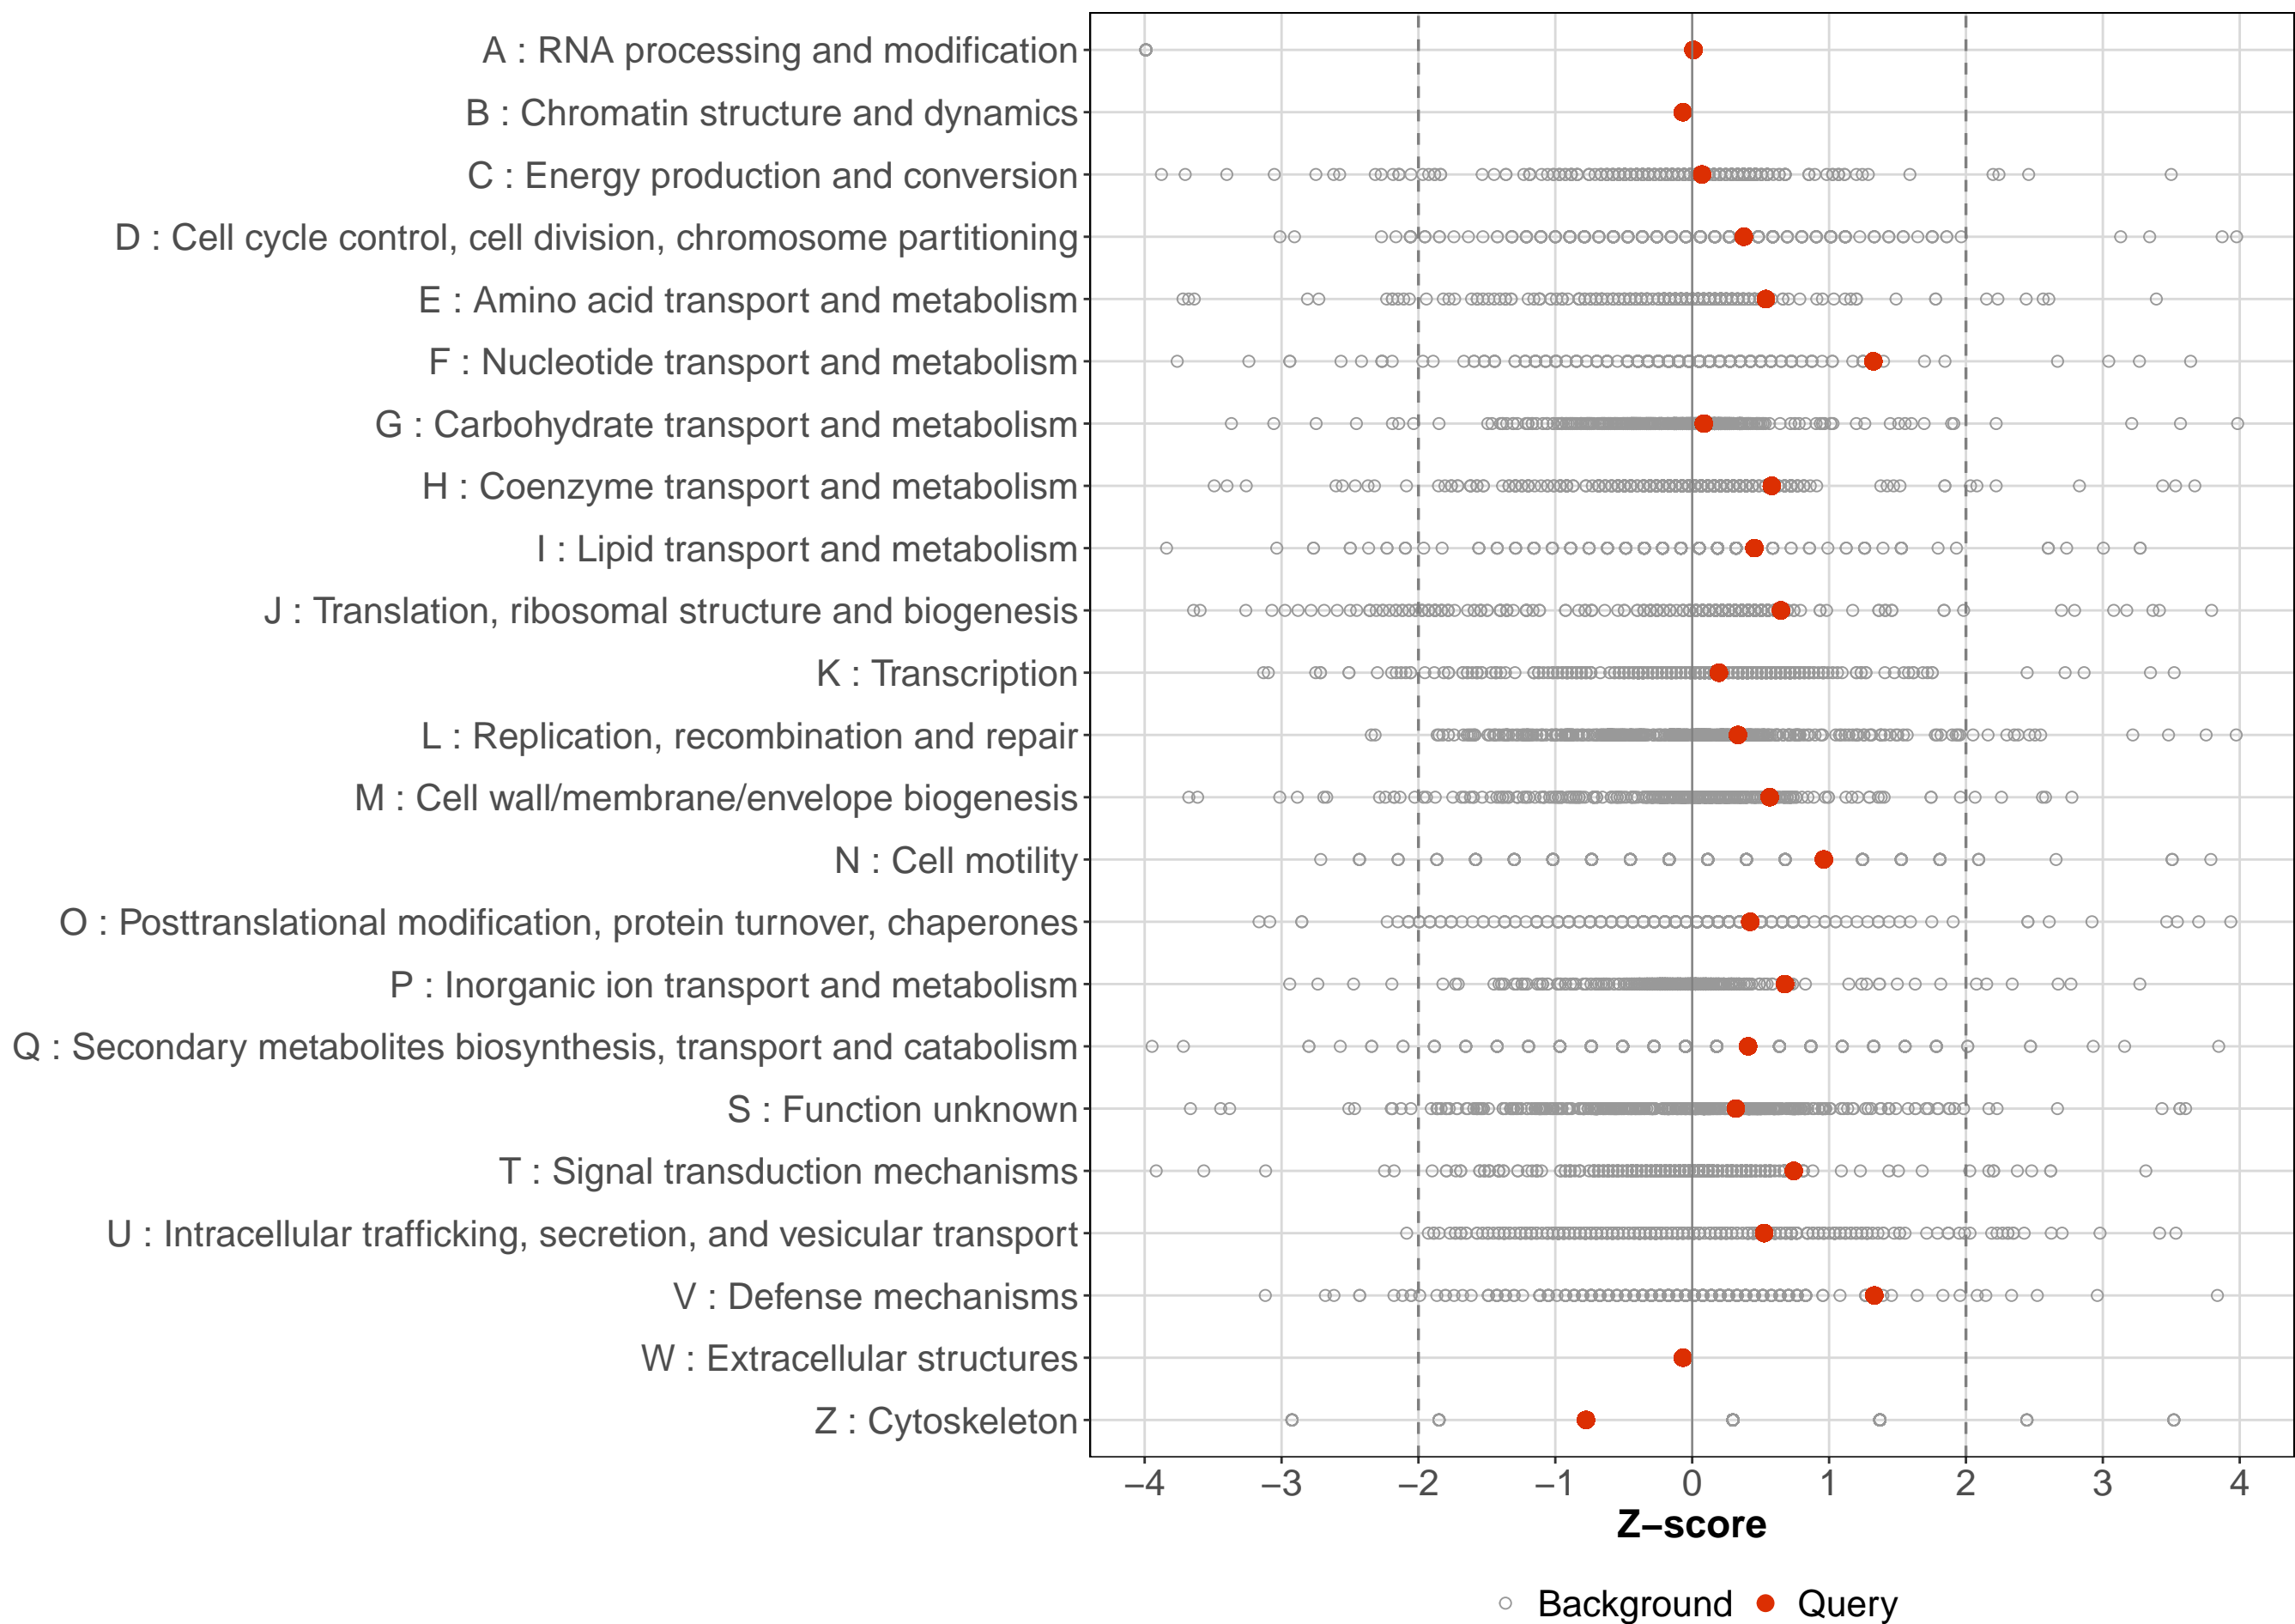 A : RNA processing and modification
B : Chromatin structure and dynamics
C : Energy production and conversion
D : Cell cycle control, cell division, chromosome partitioning
E : Amino acid transport and metabolism
F : Nucleotide transport and metabolism
G : Carbohydrate transport and metabolism
H : Coenzyme transport and metabolism
I : Lipid transport and metabolism
J : Translation, ribosomal structure and biogenesis
K : Transcription
L : Replication, recombination and repair
M : Cell wall/membrane/envelope biogenesis
N : Cell motility
O : Posttranslational modification, protein turnover, chaperones
P : Inorganic ion transport and metabolism
Q : Secondary metabolites biosynthesis, transport and catabolism
S : Function unknown
T : Signal transduction mechanisms
U : Intracellular trafficking, secretion, and vesicular transport
V : Defense mechanisms
W : Extracellular structures
Z : Cytoskeleton
−4 −3 −2 −1 0 1 2 3 4
Z−score
Background Query